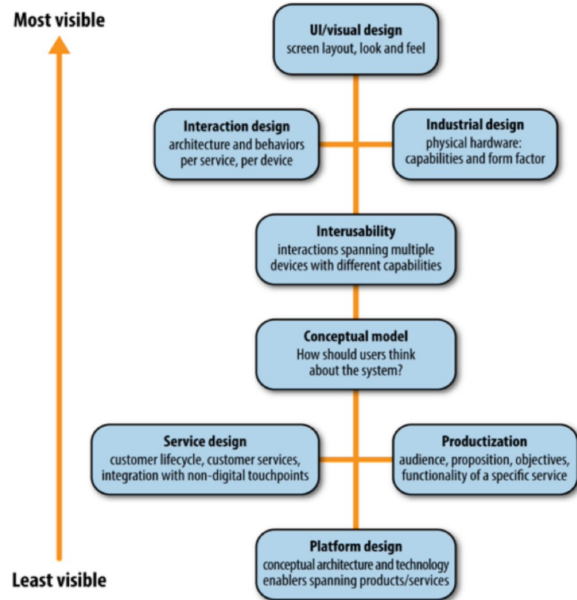 Most visible
UI/visual design
screen layout, look and feel
Interaction design
architecture and behaviors
per service, per device
Industrial design
physical hardware:
capabilities and form factor
Interusability
interactions spanning multiple
devices with different capabilities
Conceptual model
How should users think
about the system?
Service design
customer lifecycle, customer services,
integration with non-digital touchpoints
Productization
audience, proposition, objectives,
functionality of a specific service
Platform design
conceptual architecture and technology
enablers spanning products/services
Least visible